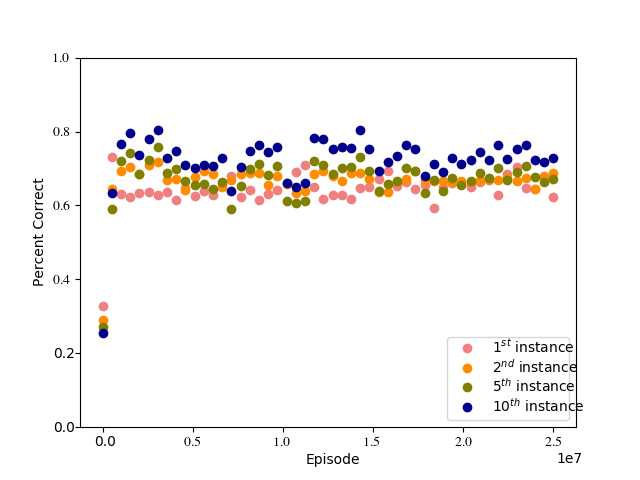 1.0
0.8
0.6
0.4
0.2
0.0
Percent Correct
1st instance
2nd instance
5th instance
10th instance
0.0 0.5 1.0 1.5 2.0 2.5
1e7
Episode